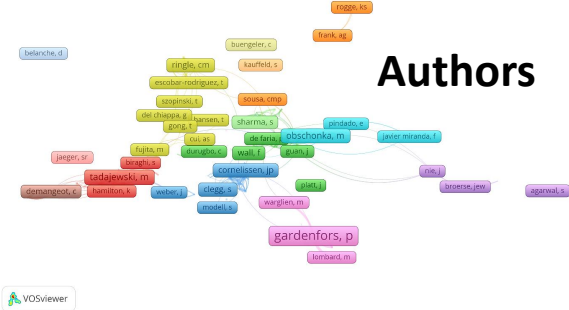 rogge, ks
frank, ag
buengeler, c
belanche, d
ringle, cm
kauffeld, s
Authors
escobar-rodriguez, t
szopinski, t
sousa, cmp
del chiappa, g
hansen, t
gong, t
sharma, s
pindado, e
obschonka, m
javier miranda, f
cui, as
de faria, j
fujita, m
durugbo, c
wall, f
guan, j
jaeger, sr
biraghi, s
cornelissen, jp
nie, j
tadajewski, m
platt, j
broerse, jew
demangeot, c
hamilton, k
weber, j
clegg, s
agarwal, s
warglien, m
modell, s
gardenfors, p
lombard, m
VOSviewer